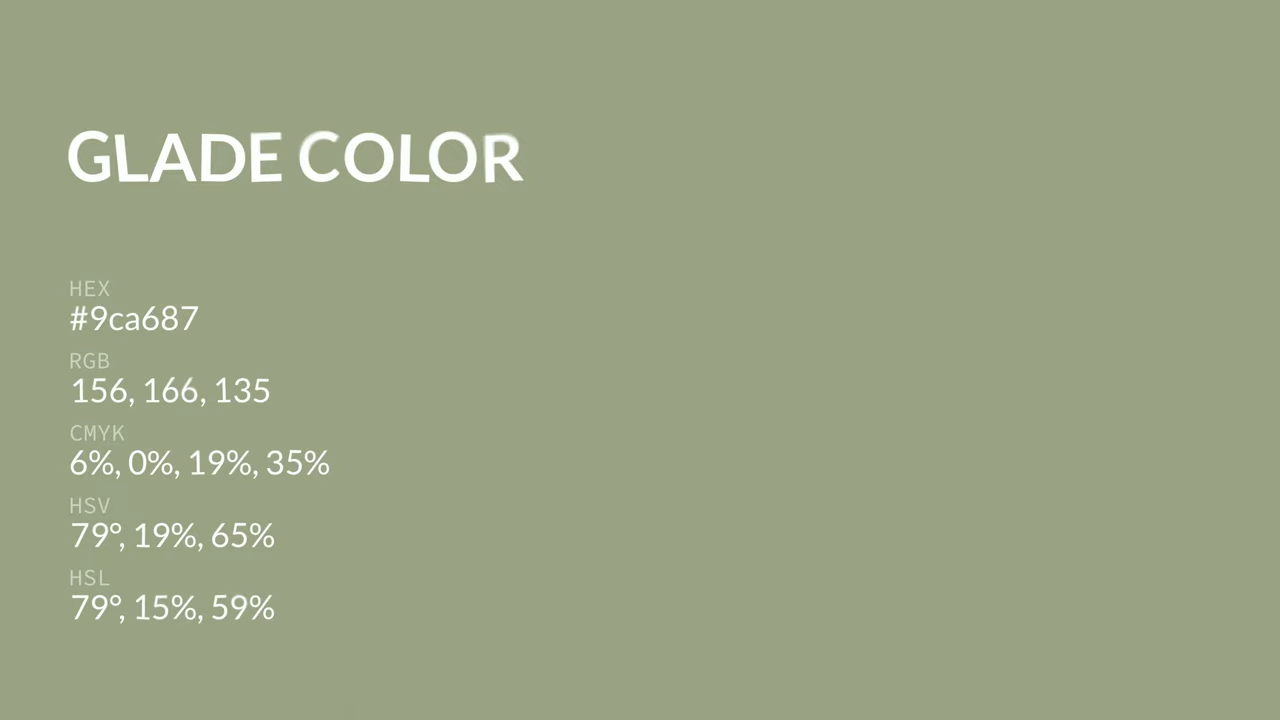 GLADE COLOR
HEX
#9ca687
RGB
156, 166, 135
CMYK
6%, 0%, 19%, 35%
HSV
79°, 19%, 65%
HSL
79°, 15%, 59%